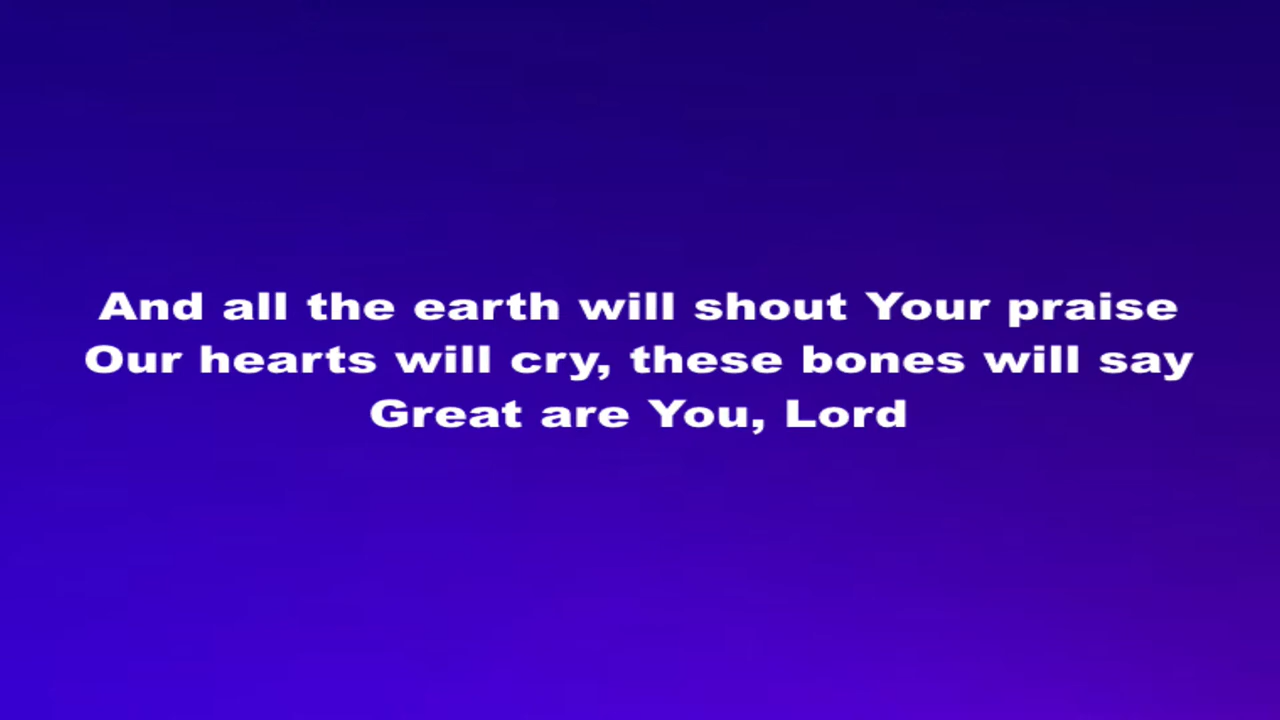 And all the earth will shout Your praise
Our hearts will cry, these bones will say
Great are You, Lord